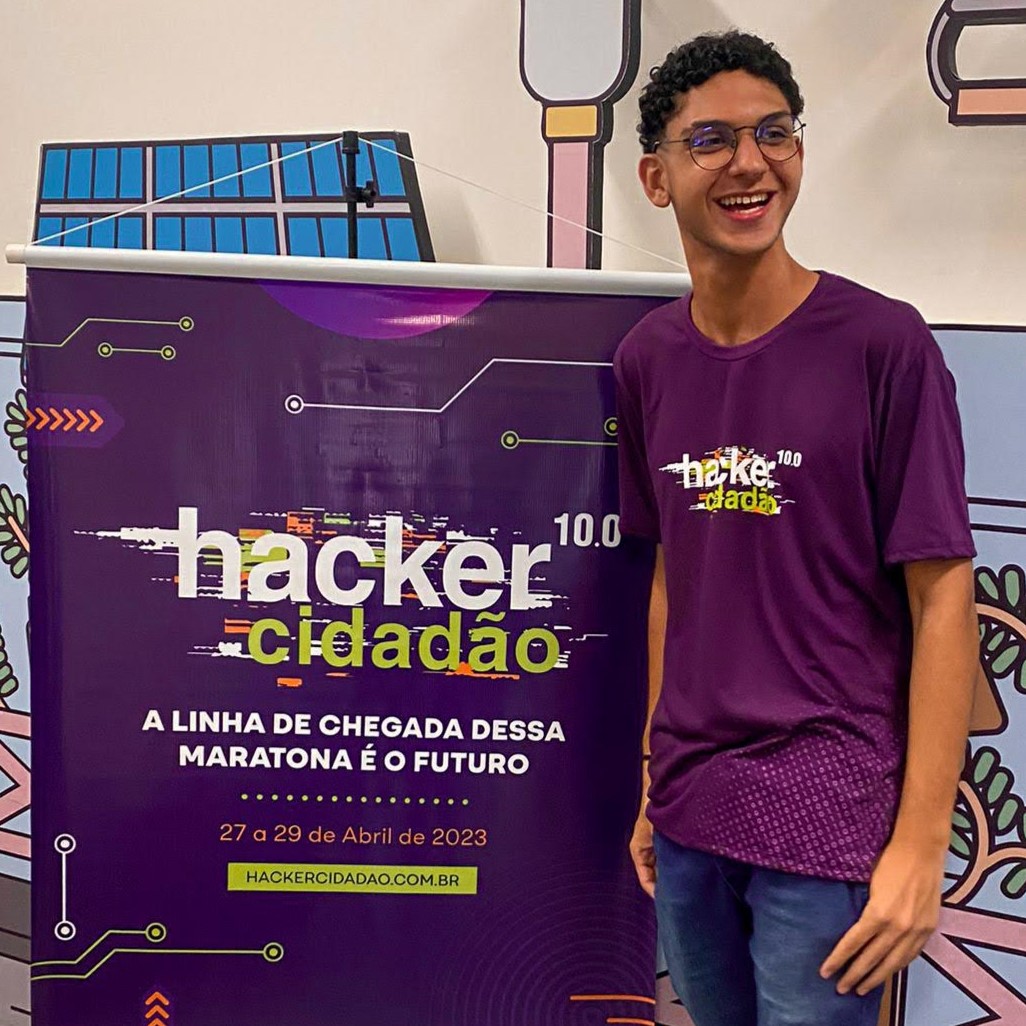 hacker 10.0
cidadão
A LINHA DE CHEGADA DESSA
MARATONA É O FUTURO
27 a 29 de Abril de 2023
HACKERCIDADAO.COM.BR
hacker 10.0
cidadão